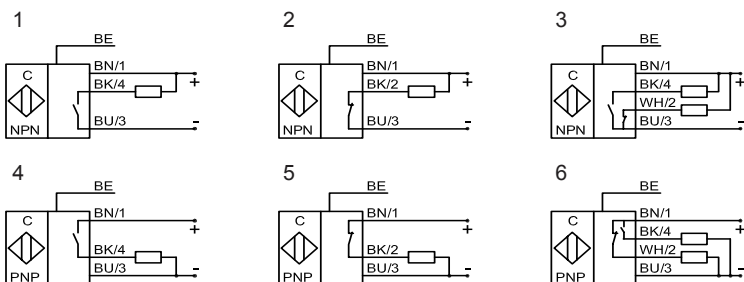 1
BE
BN/1
+
C
BK/4
NPN
BU/3
-
2
BE
BN/1
+
C
BK/2
NPN
BU/3
-
3
BE
BN/1
+
C
BK/4
WH/2
NPN
BU/3
-
4
BE
BN/1
+
C
BK/4
PNP
BU/3
-
5
BE
BN/1
+
C
BK/2
PNP
BU/3
-
6
BE
BN/1
+
C
BK/4
WH/2
PNP
BU/3
-